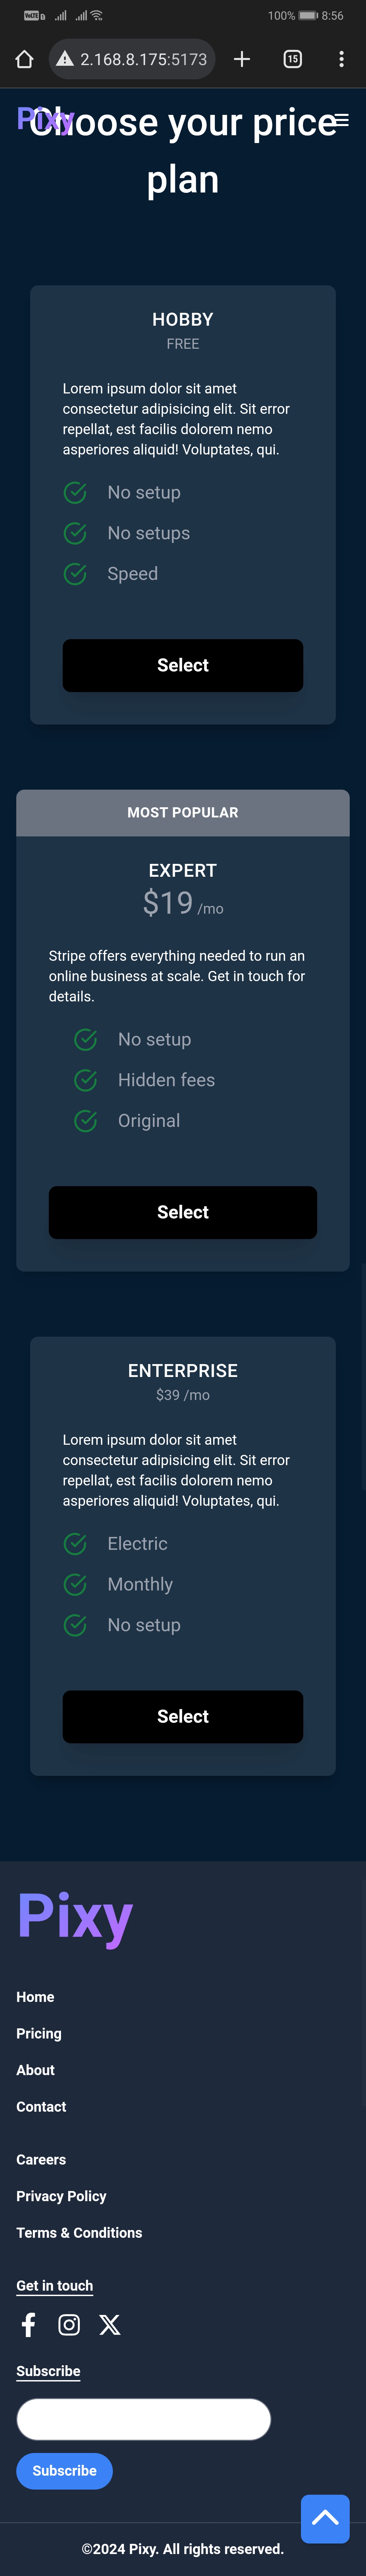 100% 8:56
2.168.8.175:5173
15
Pixy
Choose your price
plan
HOBBY
FREE
Lorem ipsum dolor sit amet
consectetur adipisicing elit. Sit error
repellat, est facilis dolorem nemo
asperiores aliquid! Voluptates, qui.
No setup
No setups
Speed
Select
MOST POPULAR
EXPERT
$19 /mo
Stripe offers everything needed to run an
online business at scale. Get in touch for
details.
No setup
Hidden fees
Original
Select
ENTERPRISE
$39 /mo
Lorem ipsum dolor sit amet
consectetur adipisicing elit. Sit error
repellat, est facilis dolorem nemo
asperiores aliquid! Voluptates, qui.
Electric
Monthly
No setup
Select
Pixy
Home
Pricing
About
Contact
Careers
Privacy Policy
Terms & Conditions
Get in touch
Subscribe
Subscribe
©2024 Pixy. All rights reserved.